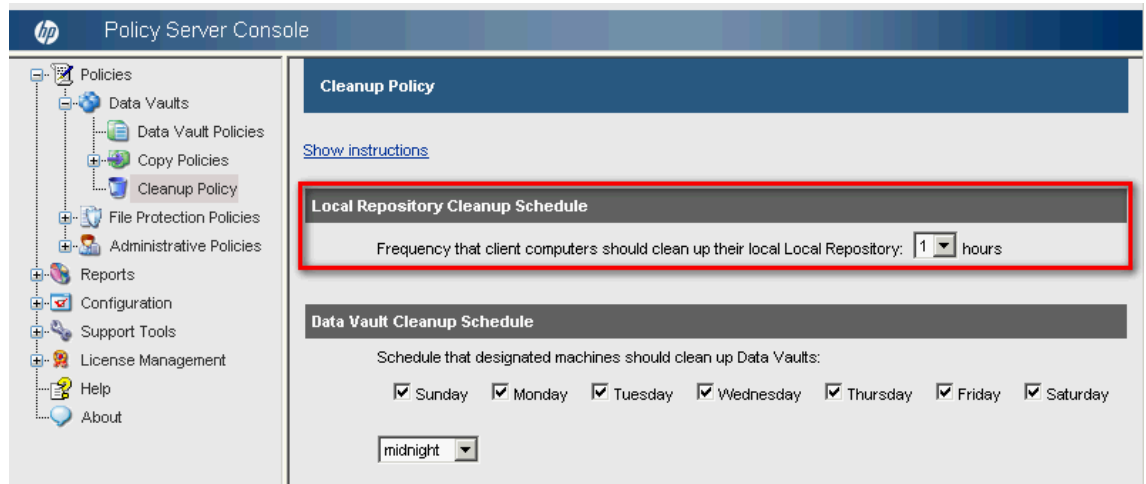 hp Policy Server Console
Policies
Data Vaults
Data Vault Policies
Copy Policies
Cleanup Policy
File Protection Policies
Administrative Policies
Reports
Configuration
Support Tools
License Management
Help
About
Cleanup Policy
Show instructions
Local Repository Cleanup Schedule
Frequency that client computers should clean up their local Local Repository: 1 hours
Data Vault Cleanup Schedule
Schedule that designated machines should clean up Data Vaults:
Sunday Monday Tuesday Wednesday Thursday Friday Saturday
midnight